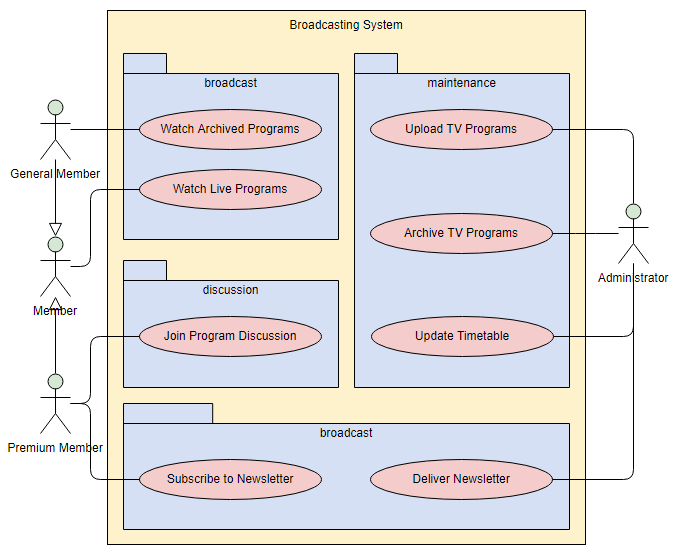 Broadcasting System
broadcast
maintenance
Watch Archived Programs
Upload TV Programs
General Member
Watch Live Programs
Archive TV Programs
Administrator
discussion
Member
Join Program Discussion
Update Timetable
broadcast
Premium Member
Subscribe to Newsletter
Deliver Newsletter